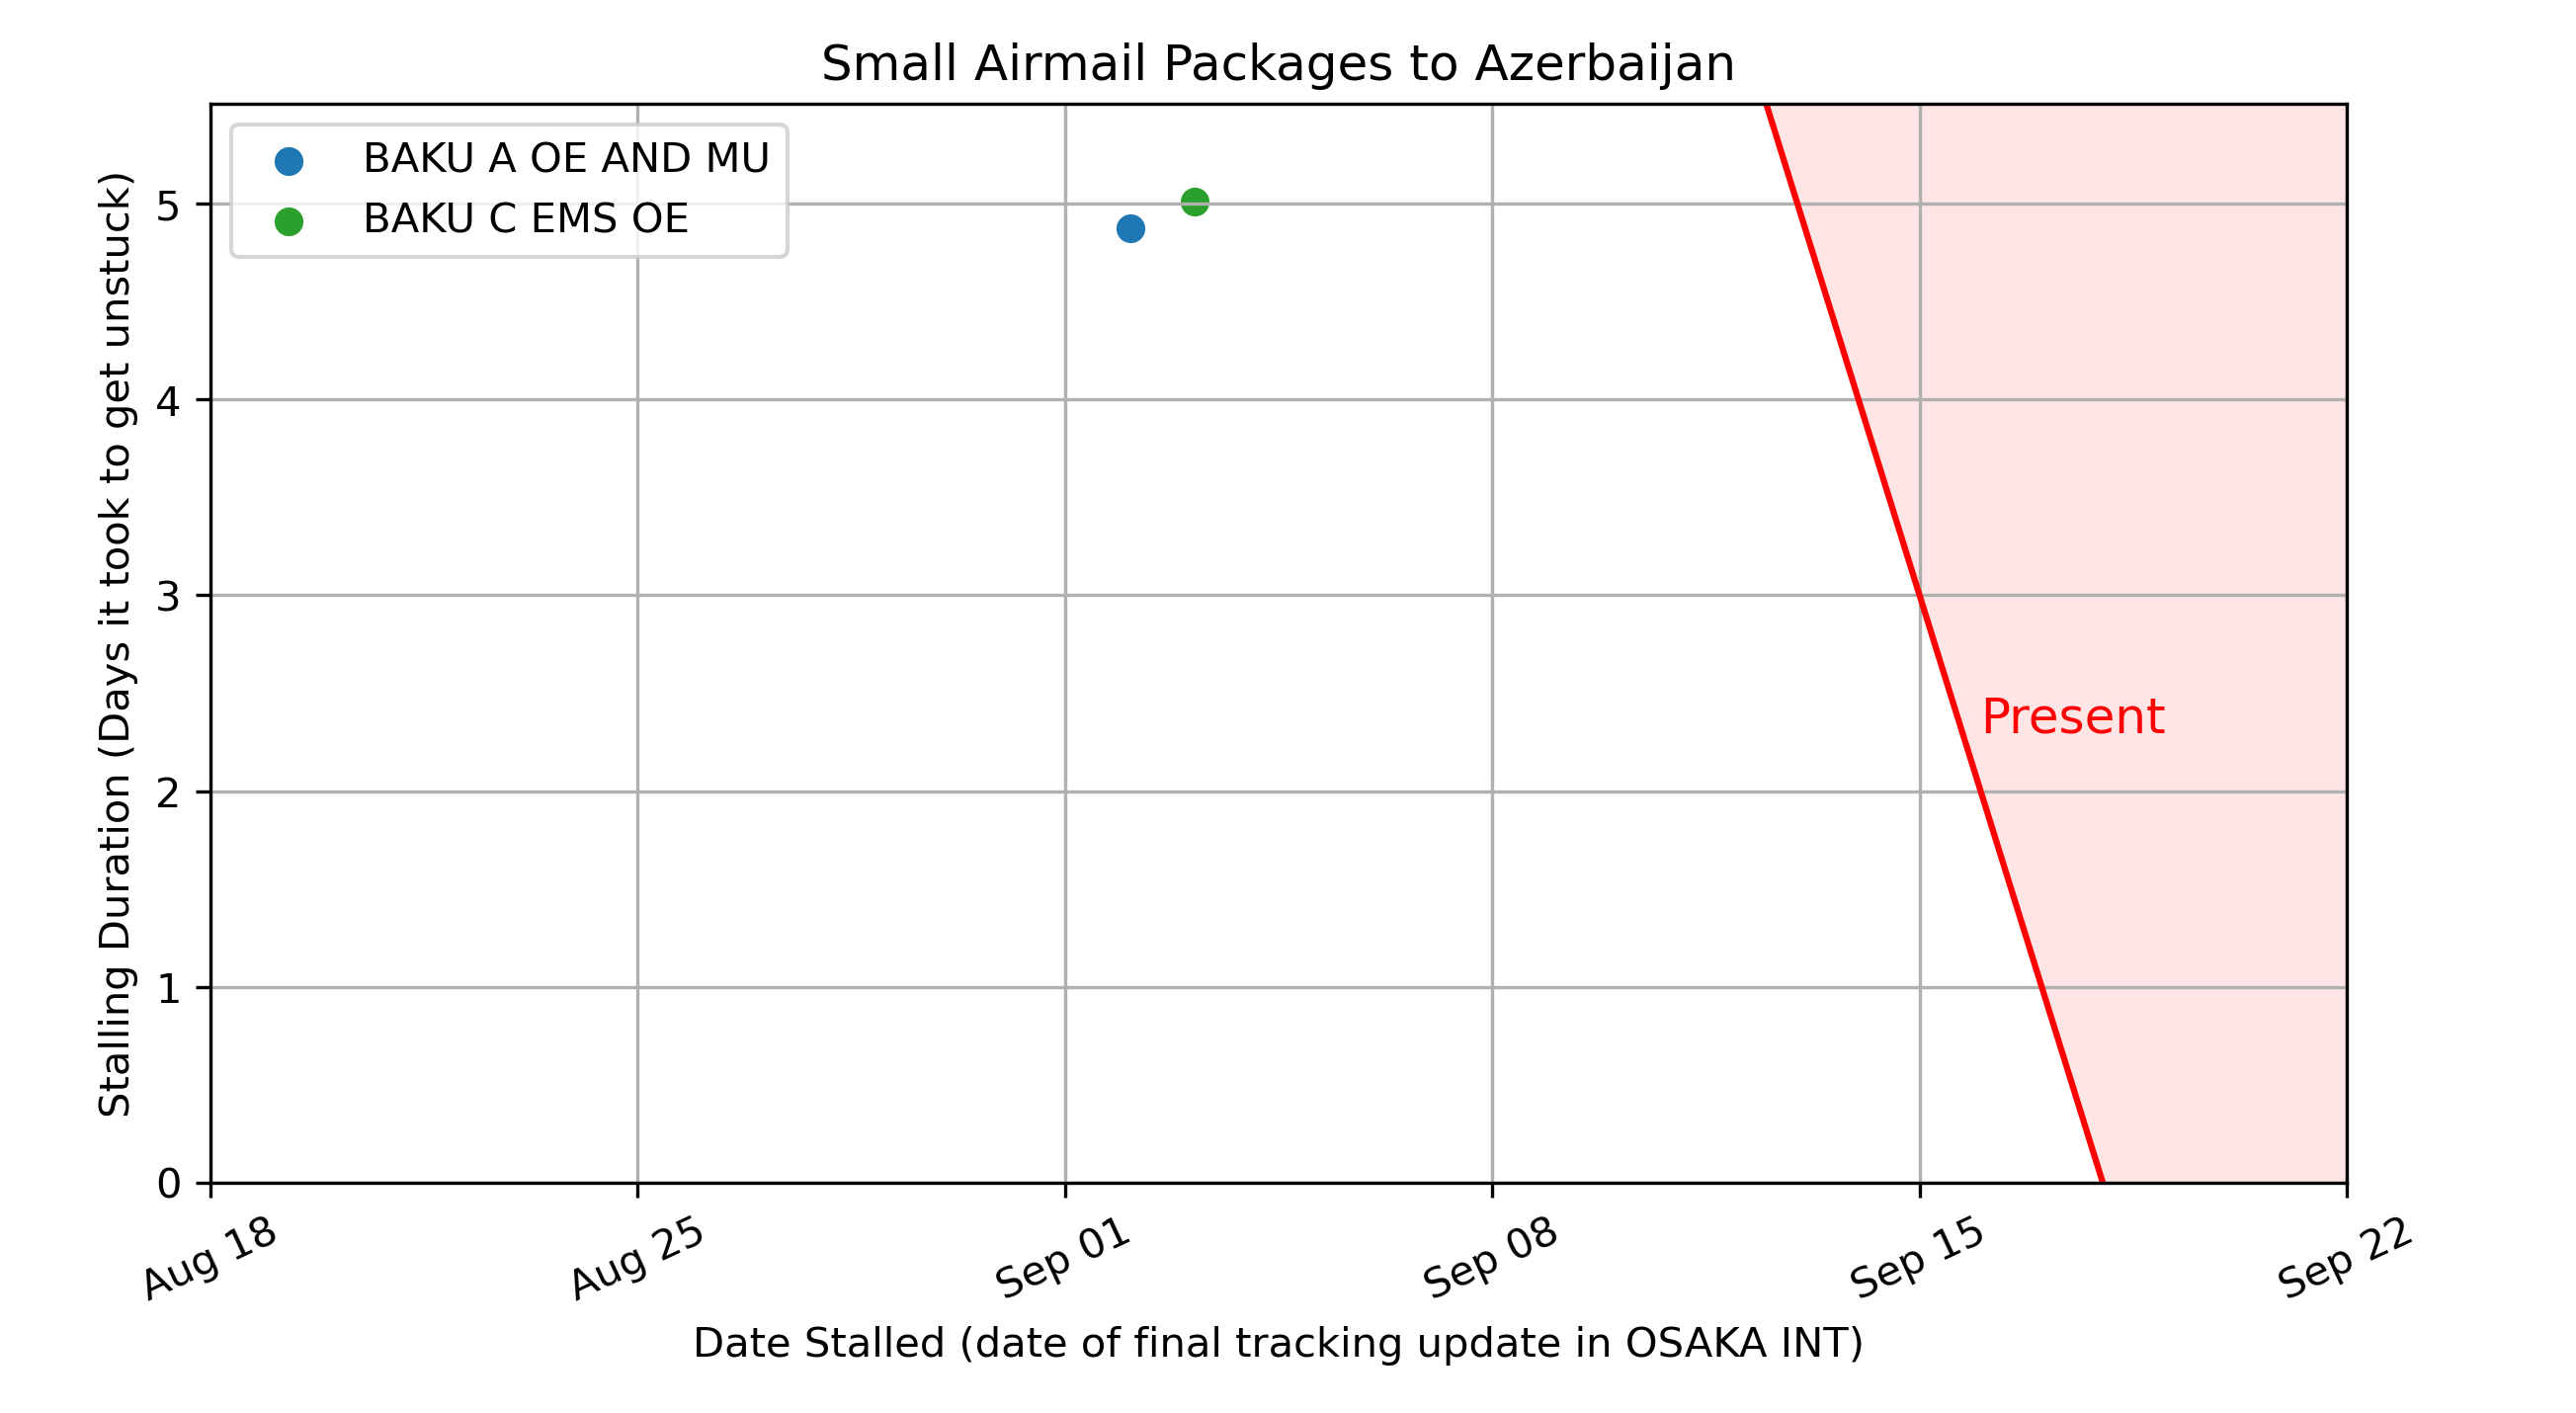 Small Airmail Packages to Azerbaijan
BAKU A OE AND MU
BAKU C EMS OE
Stalling Duration (Days it took to get unstuck)
5
4
3
2
1
0
Present
Aug 18
Aug 25
Sep 01
Sep 08
Sep 15
Sep 22
Date Stalled (date of final tracking update in OSAKA INT)